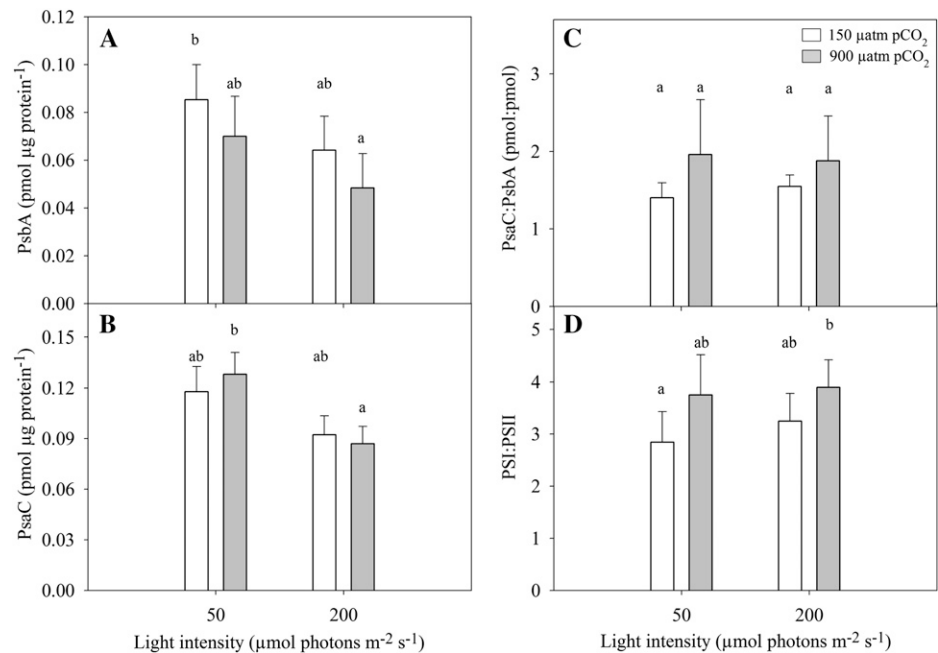 A
PsbA (pmol µg protein-1)
0.12
0.10
0.08
0.06
0.04
0.02
0.00
b
ab
ab
a
B
PsaC (pmol µg protein-1)
0.15
0.12
0.09
0.06
0.03
0.00
ab
b
ab
a
50
200
Light intensity (µmol photons m-2 s-1)
C
150 µatm pCO2
900 µatm pCO2
PsaC:PsbA (pmol:pmol)
3
2
1
0
a
a
a
a
D
PSI:PSII
5
4
3
2
1
0
a
ab
ab
b
50
200
Light intensity (µmol photons m-2 s-1)